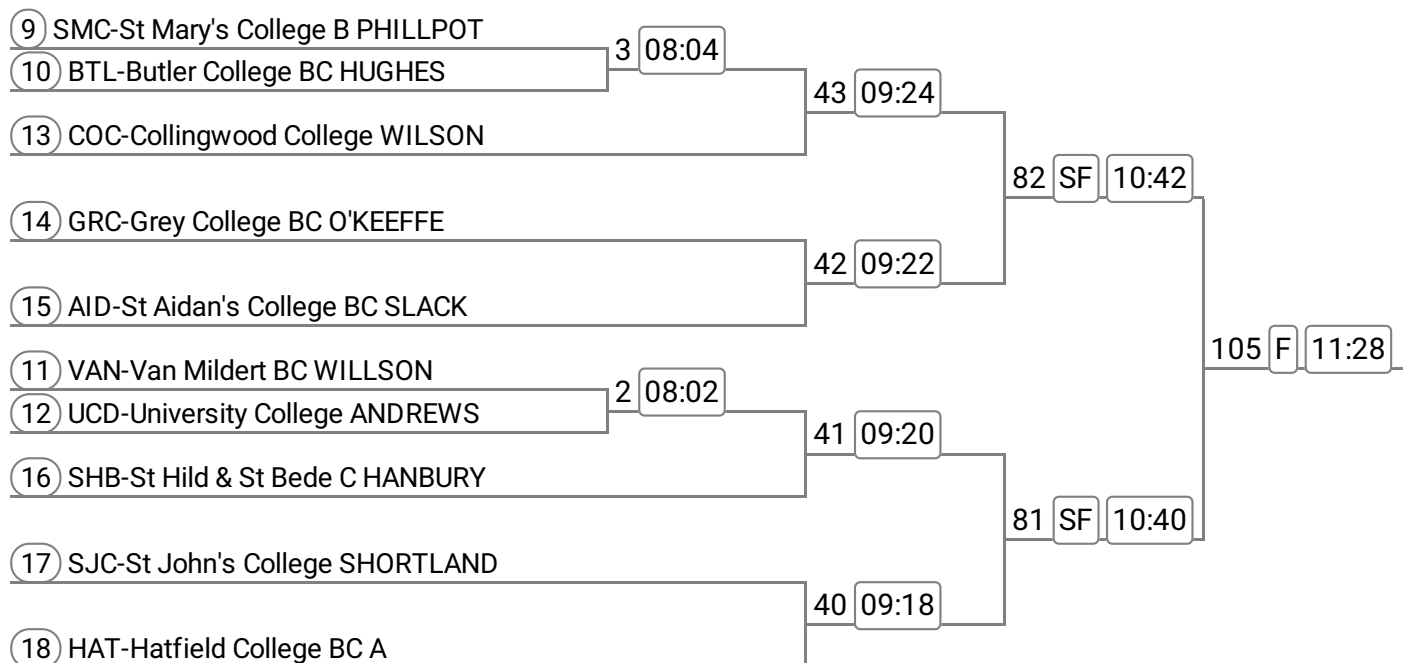 9 SMC-St Mary's College B PHILLPOT
3 08:04
10 BTL-Butler College BC HUGHES
43 09:24
13 COC-Collingwood College WILSON
82 SF 10:42
14 GRC-Grey College BC O'KEEFFE
42 09:22
15 AID-St Aidan's College BC SLACK
105 F 11:28
11 VAN-Van Mildert BC WILLSON
2 08:02
12 UCD-University College ANDREWS
41 09:20
16 SHB-St Hild & St Bede C HANBURY
81 SF 10:40
17 SJC-St John's College SHORTLAND
40 09:18
18 HAT-Hatfield College BC A